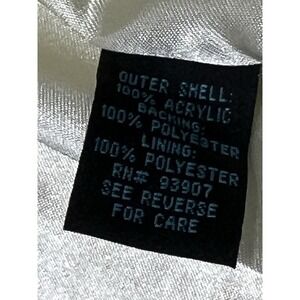 OUTER SHELL:
100% ACRYLIC
BACKING:
100% POLYESTER
LINING:
100% POLYESTER
RN# 93907
SEE REVERSE
FOR CARE